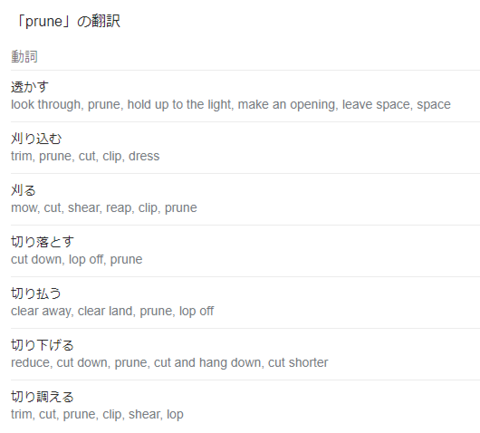 「prune」の翻訳
動詞
透かす
look through, prune, hold up to the light, make an opening, leave space, space
刈り込む
trim, prune, cut, clip, dress
刈る
mow, cut, shear, reap, clip, prune
切り落とす
cut down, lop off, prune
切り払う
clear away, clear land, prune, lop off
切り下げる
reduce, cut down, prune, cut and hang down, cut shorter
切り調える
trim, cut, prune, clip, shear, lop